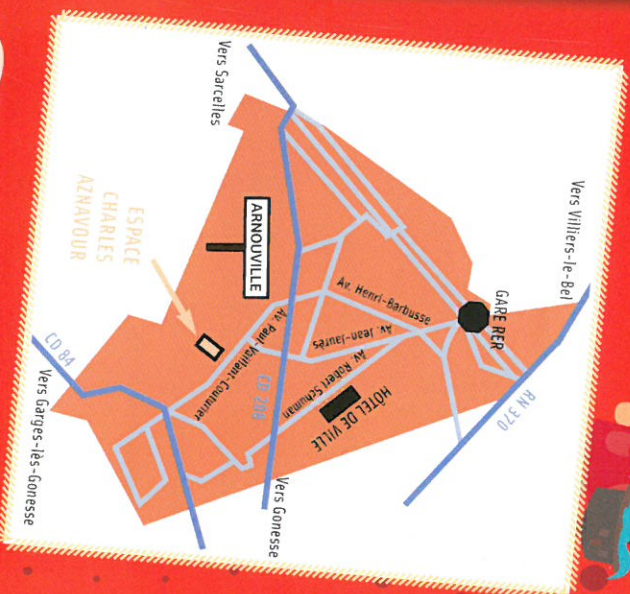 Vers Villiers-le-Bel
GARE RER
RN 370
Vers Sarcelles
Av. Henri-Barbusse
Av. Jean-Jaurès
Av. Robert Schuman
HÔTEL DE VILLE
ARNOUVILLE
Av. Paul-Vaillant-Couturier
CD 208
Vers Gonesse
ESPACE
CHARLES
AZNAVOUR
CD 84
Vers Garges-lès-Gonesse